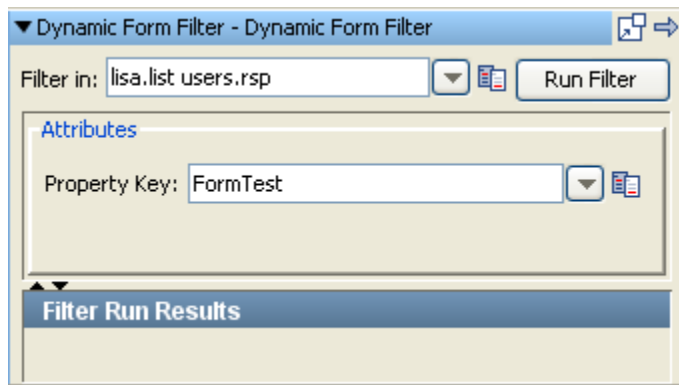 Dynamic Form Filter - Dynamic Form Filter
Filter in: lisa.list users.rsp Run Filter
Attributes
Property Key: FormTest
Filter Run Results